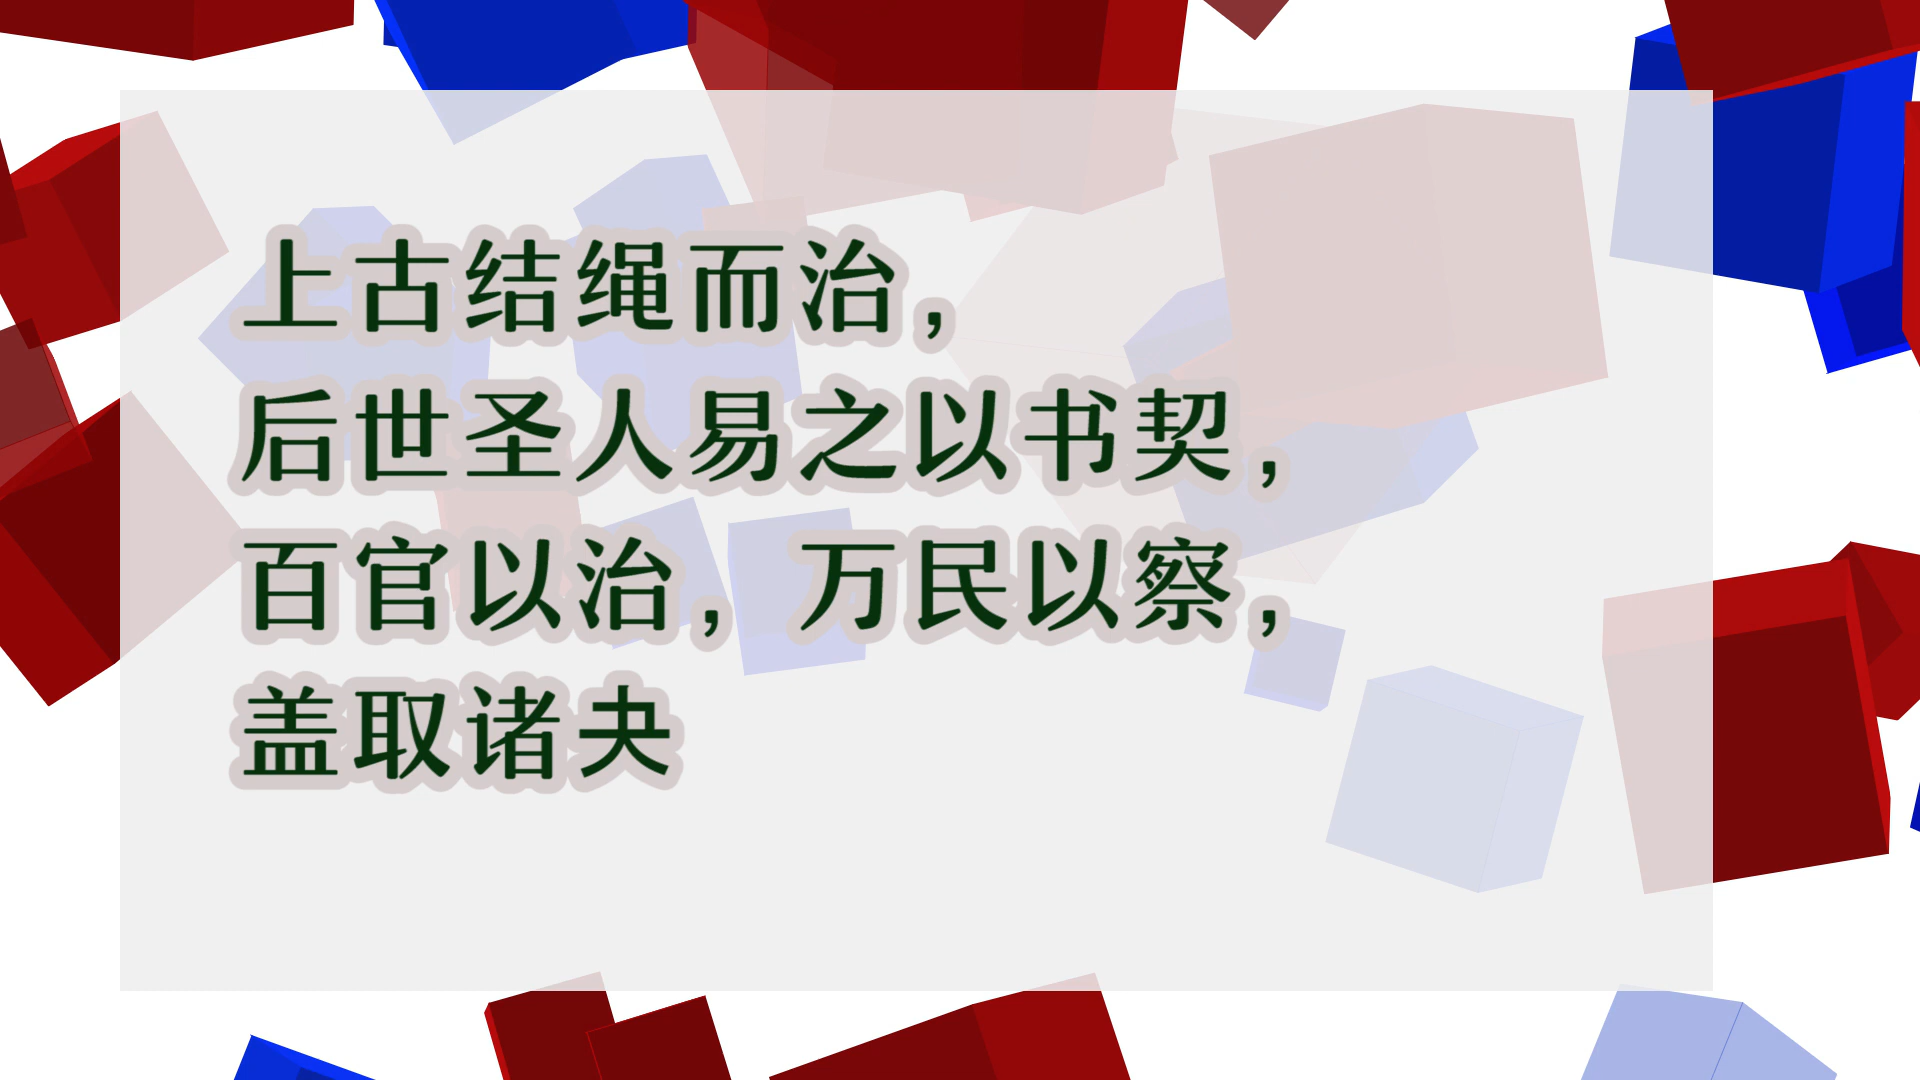 上古结绳而治，
后世圣人易之以书契，
百官以治，万民以察，
盖取诸夬